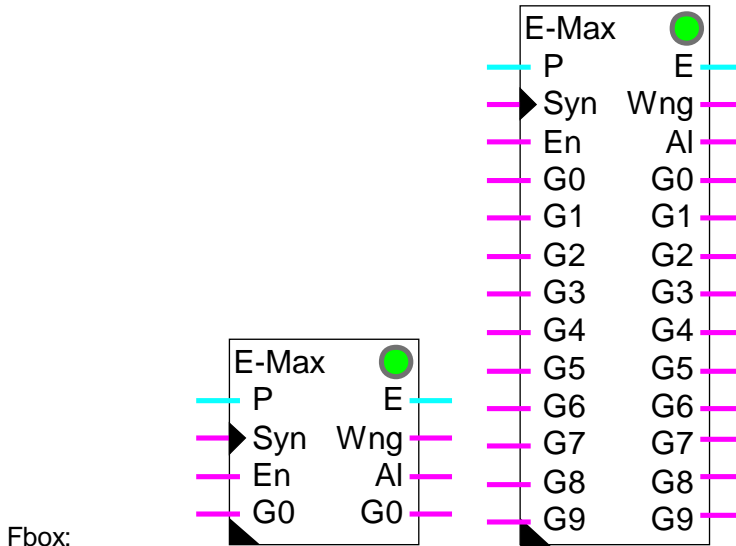 E-Max
P E
Syn Wng
En Al
G0 G0
G1 G1
G2 G2
G3 G3
G4 G4
G5 G5
G6 G6
G7 G7
G8 G8
G9 G9
E-Max
P E
Syn Wng
En Al
G0 G0
Fbox: